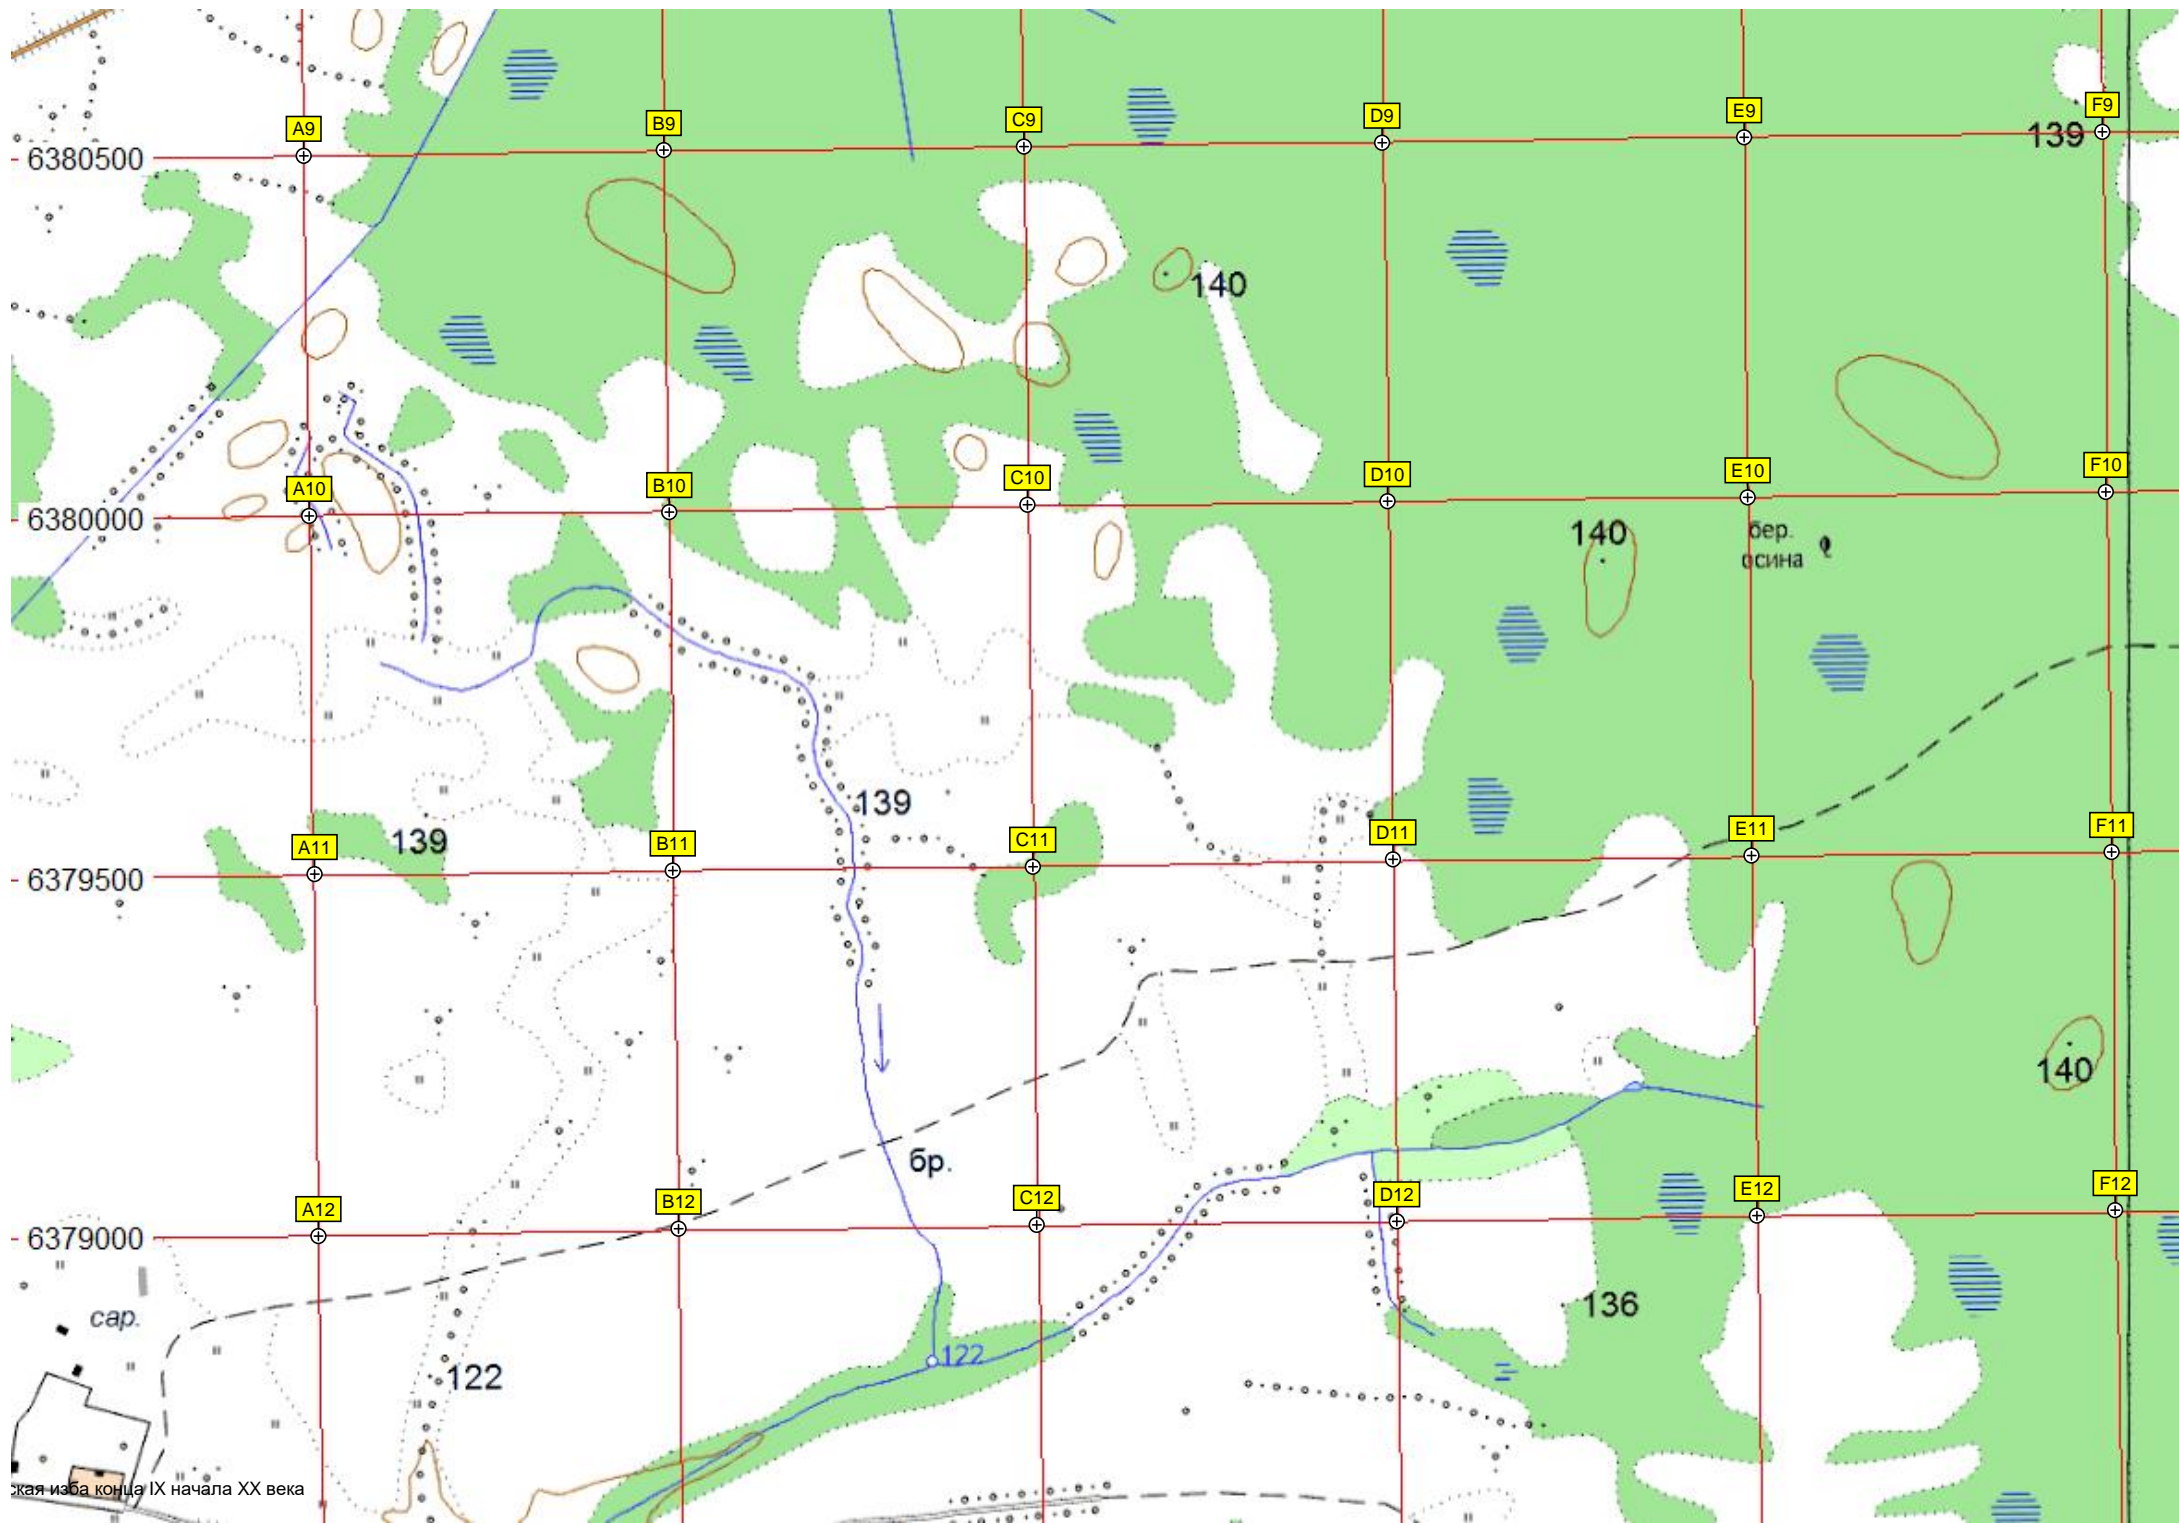 A9
B9
C9
D9
E9
F9
139
6380500
140
A10
B10
C10
D10
E10
F10
6380000
140
бер.
осина
139
139
A11
B11
C11
D11
E11
F11
6379500
140
бр.
A12
B12
C12
D12
E12
F12
6379000
сар.
136
122
122
ская изба конца IX начала XX века